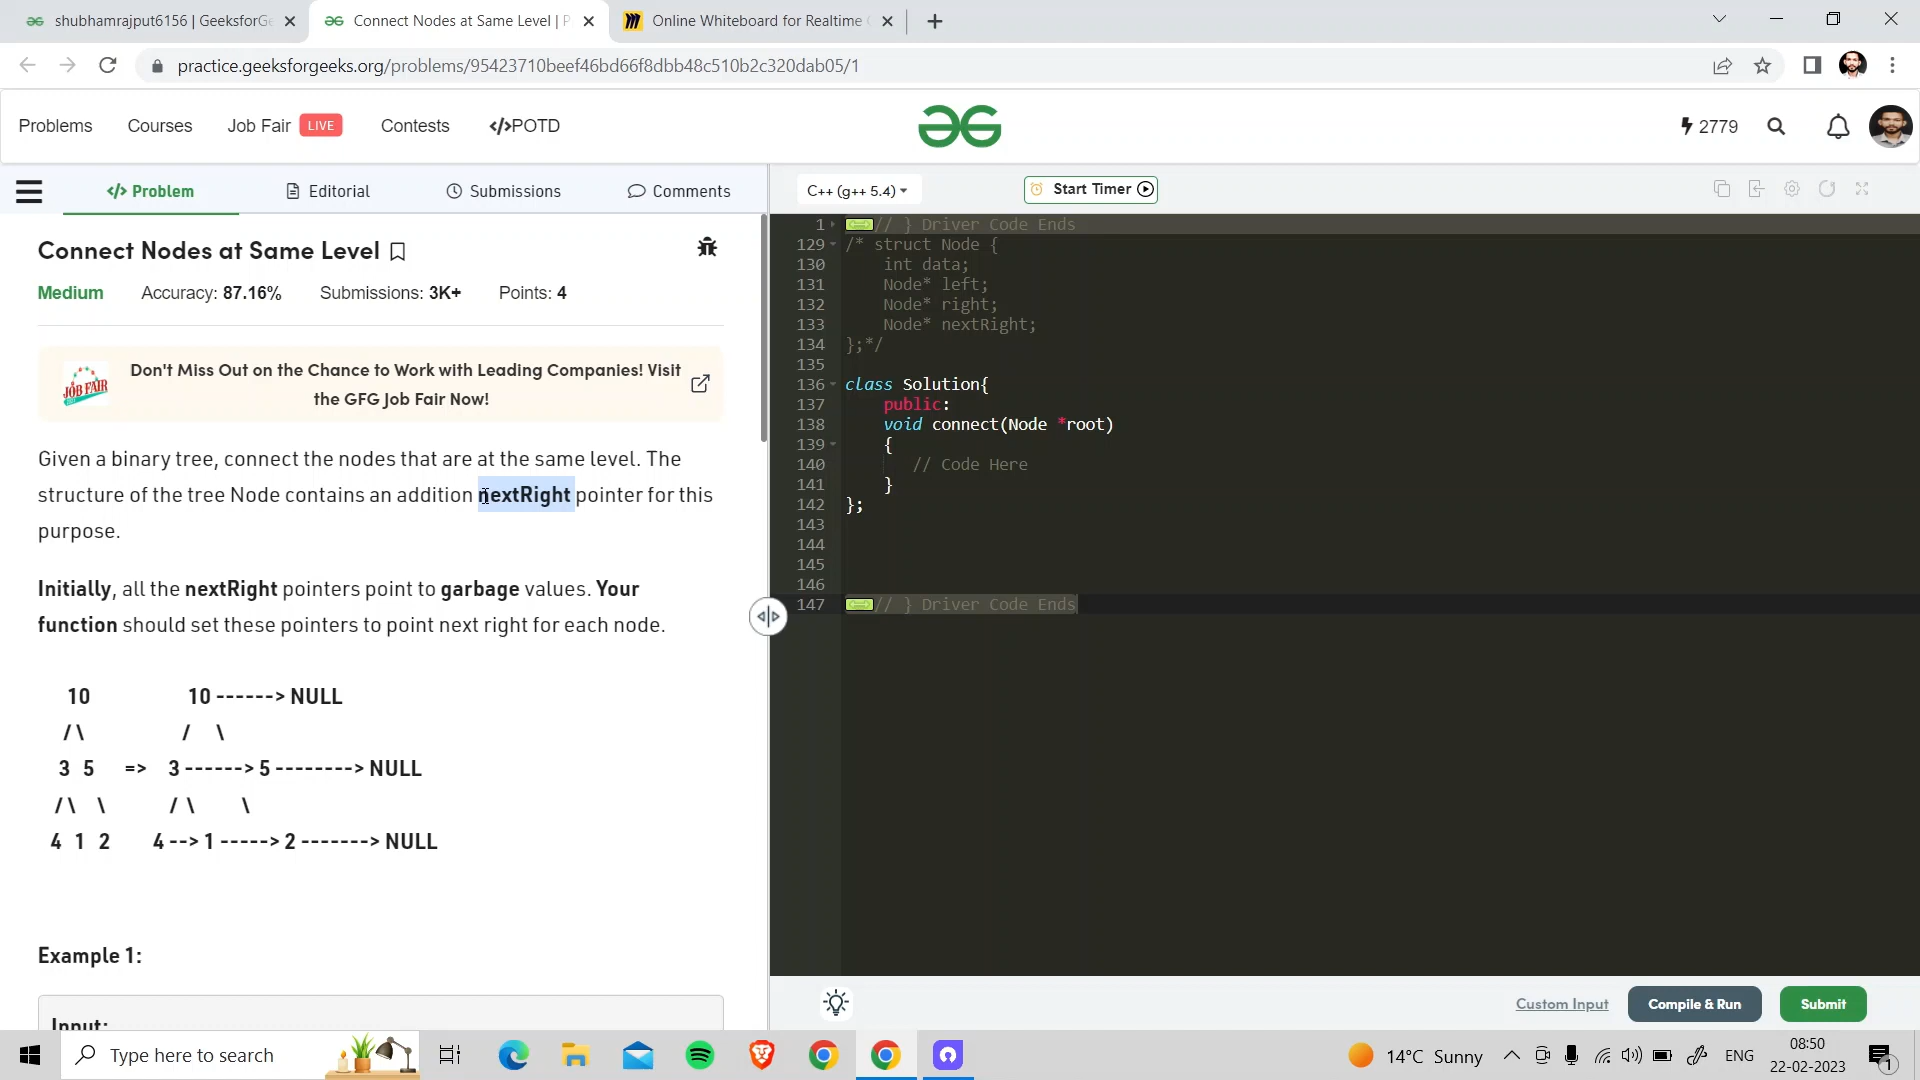 shubhamrajput6156 | GeeksforGe
Connect Nodes at Same Level | P
Online Whiteboard for Realtime C
practice.geeksforgeeks.org/problems/95423710beef46bd66f8dbb48c510b2c320dab05/1
Problems Courses Job Fair LIVE Contests </>POTD
2779
</> Problem Editorial Submissions Comments
C++ (g++ 5.4) Start Timer
Connect Nodes at Same Level
Medium Accuracy: 87.16% Submissions: 3K+ Points: 4
JOB FAIR
Don't Miss Out on the Chance to Work with Leading Companies! Visit
the GFG Job Fair Now!
Given a binary tree, connect the nodes that are at the same level. The
structure of the tree Node contains an addition nextRight pointer for this
purpose.
Initially, all the nextRight pointers point to garbage values. Your
function should set these pointers to point next right for each node.
10 10 ------> NULL
/ \ / \
3 5 => 3 ------> 5 --------> NULL
/ \ \ / \ \
4 1 2 4 --> 1 -----> 2 -------> NULL
Example 1:
Input:
1 // } Driver Code Ends
129 /* struct Node {
130 int data;
131 Node* left;
132 Node* right;
133 Node* nextRight;
134 };*/
135
136 class Solution{
137 public:
138 void connect(Node *root)
139 {
140 // Code Here
141 }
142 };
143
144
145
146
147 // } Driver Code Ends
Custom Input Compile & Run Submit
Type here to search
14°C Sunny
ENG
08:50
22-02-2023
1